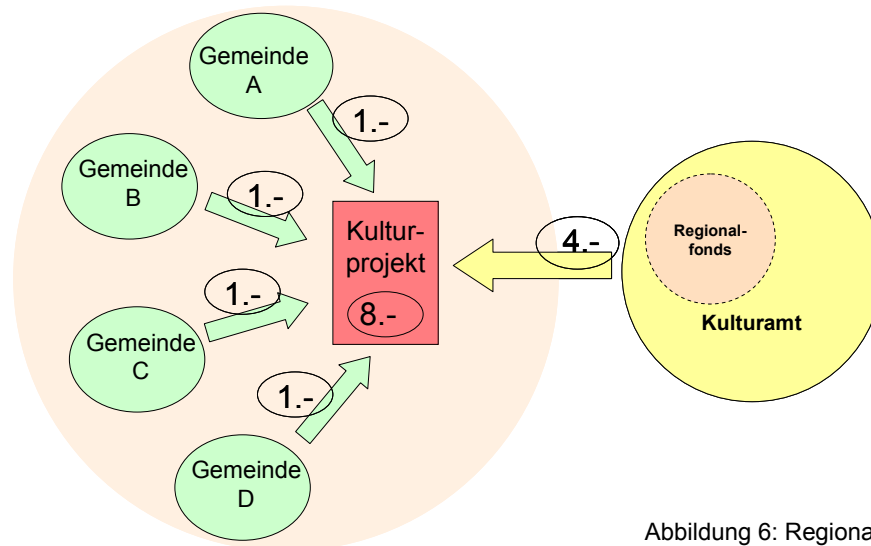 Gemeinde
A
1.-
Gemeinde
B
1.-
Gemeinde
C
1.-
Gemeinde
D
1.-
Kultur-
projekt
8.-
4.-
Regional-
fonds
Kulturamt
Abbildung 6: Regiona